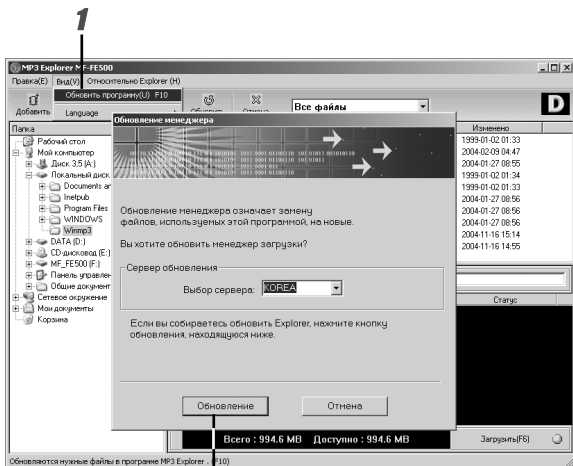 1
MP3 Explorer MF-FE500
Правка(E) Вид(V) Относительно Explorer (H)
Обновить программу(U) F10
Добавить Language Обновить Отмена Все файлы D
Обновление менеджера
Папка Изменено
Рабочий стол 1999-01-02 01:33
Мой компьютер 2004-02-09 04:47
Диск 3,5 (A:) 2004-01-27 08:55
Локальный диск 1999-01-02 01:34
Documents ar 1999-01-02 01:33
Inetpub 2004-01-27 08:56
Program Files 2004-01-27 08:56
WINDOWS 2004-01-27 08:56
Winmp3 2004-11-16 15:14
DATA (D:) 2004-11-16 14:55
CD-дисковод (E:)
MF_FE500 (F:)
Панель управлен
Общие документ
Сетевое окружение
Мои документы
Корзина
Обновление менеджера означает замену
файлов, используемых этой программой, на новые.
Вы хотите обновить менеджер загрузки?
Сервер обновления
Выбор сервера: KOREA
Статус
Если вы собираетесь обновить Explorer, нажмите кнопку
обновления, находящуюся ниже.
Обновление Отмена
Всего : 994.6 MB Доступно : 994.6 MB Загрузить(F6)
Обновляются нужные файлы в программе MP3 Explorer . (F10)